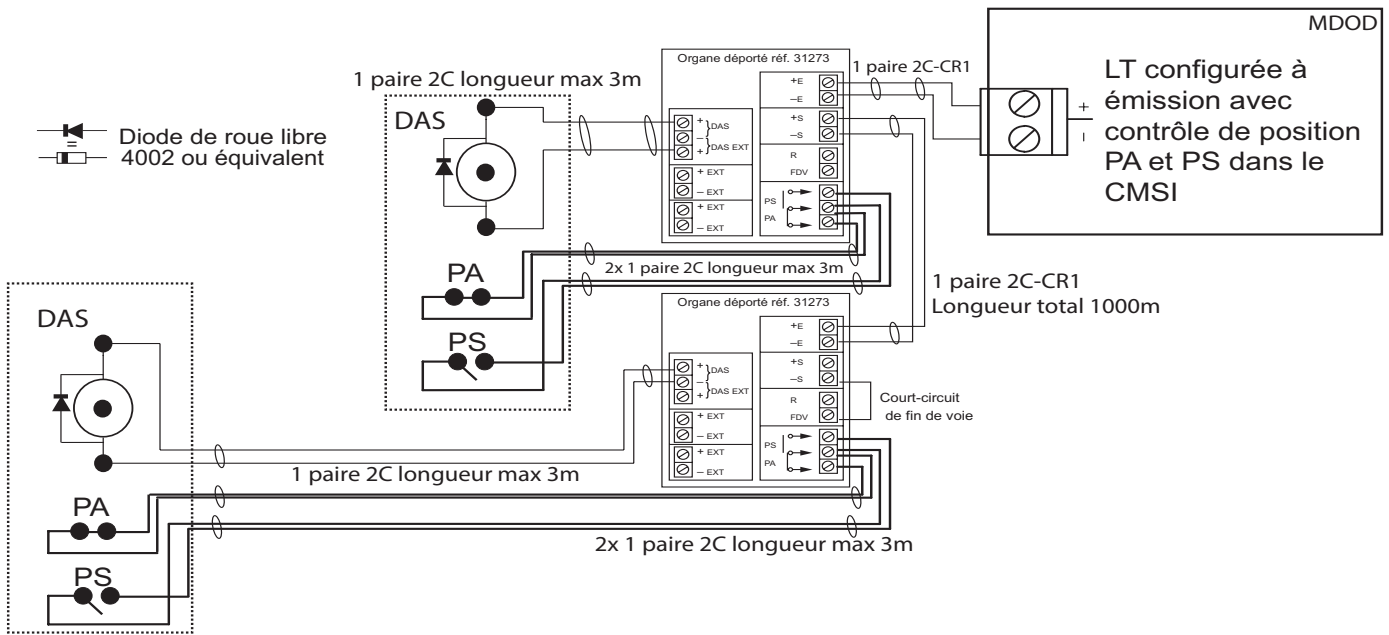 MDOD
LT configurée à
émission avec
contrôle de position
PA et PS dans le
CMSI
+
–
1 paire 2C longueur max 3m
Diode de roue libre
=
4002 ou équivalent
DAS
PA
PS
Organe déporté réf. 31273
+
–
+
}DAS
}DAS EXT
+ EXT
– EXT
+ EXT
– EXT
+E
–E
+S
–S
R
FDV
PS
PA
1 paire 2C-CR1
2x 1 paire 2C longueur max 3m
1 paire 2C-CR1
Longueur total 1000m
DAS
PA
PS
Organe déporté réf. 31273
+
–
+
}DAS
}DAS EXT
+ EXT
– EXT
+ EXT
– EXT
+E
–E
+S
–S
R
FDV
PS
PA
Court-circuit
de fin de voie
1 paire 2C longueur max 3m
2x 1 paire 2C longueur max 3m